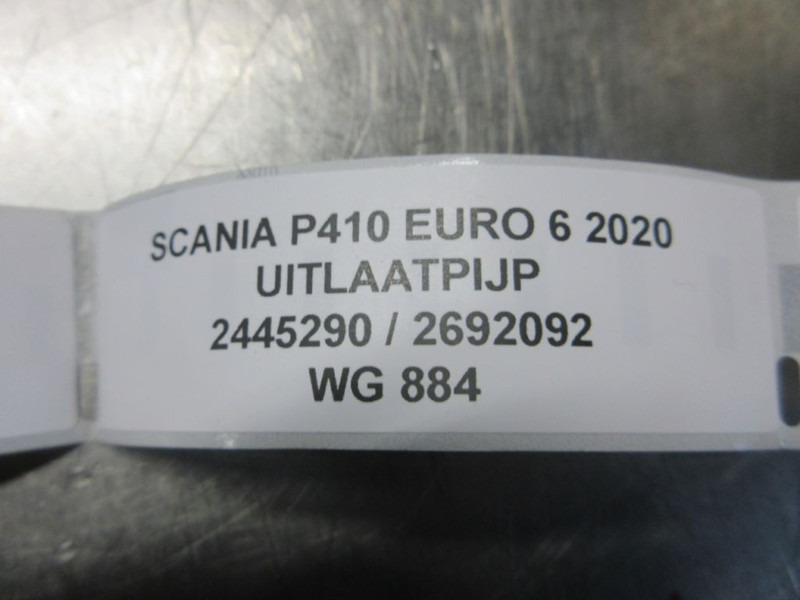 SCANIA P410 EURO 6 2020
UITLAATPIJP
2445290 / 2692092
WG 884